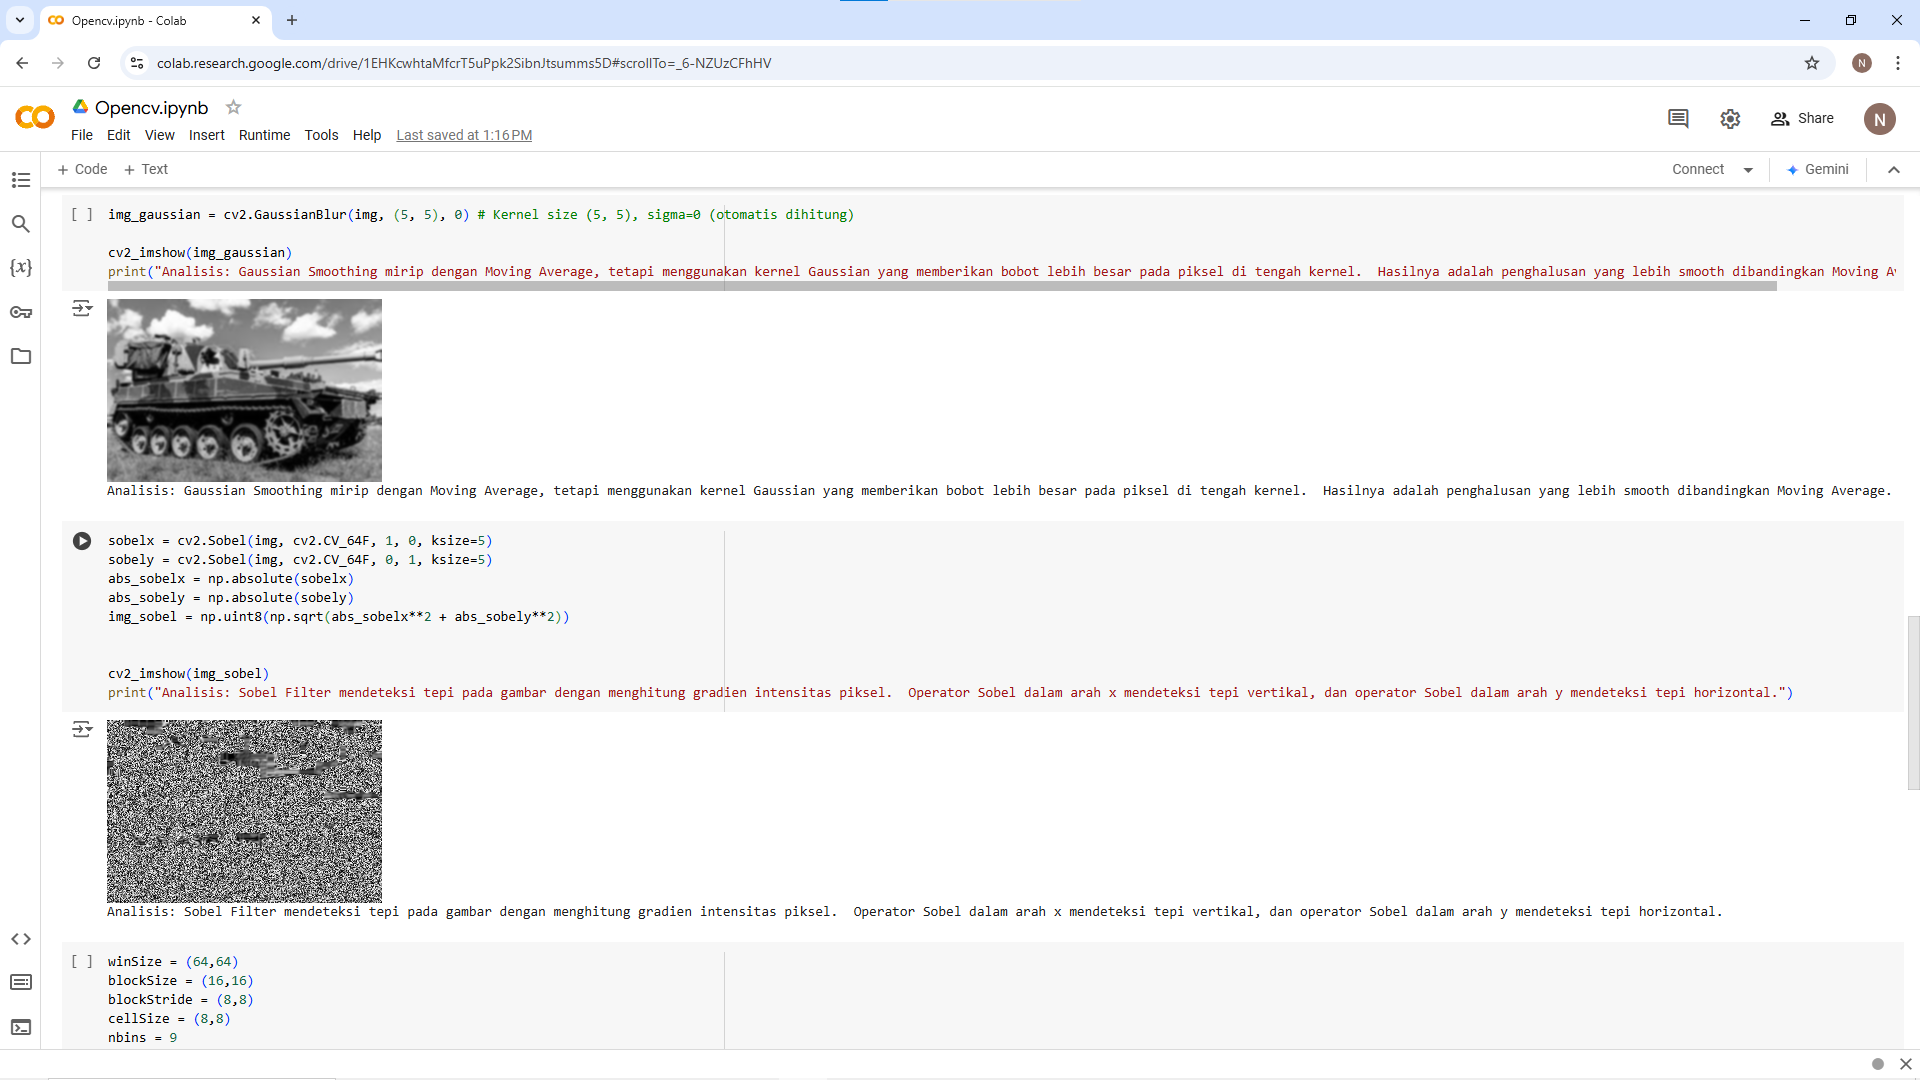 Opencv.ipynb - Colab
colab.research.google.com/drive/1EHKcwhtaMfcrT5uPpk2SibnJtsumms5D#scrollTo=_6-NZUzCFhHV
N
Opencv.ipynb
File Edit View Insert Runtime Tools Help Last saved at 1:16 PM
Share
N
+ Code + Text
Connect
Gemini
[ ] img_gaussian = cv2.GaussianBlur(img, (5, 5), 0) # Kernel size (5, 5), sigma=0 (otomatis dihitung)
cv2_imshow(img_gaussian)
print("Analisis: Gaussian Smoothing mirip dengan Moving Average, tetapi menggunakan kernel Gaussian yang memberikan bobot lebih besar pada piksel di tengah kernel.  Hasilnya adalah penghalusan yang lebih smooth dibandingkan Moving Av
Analisis: Gaussian Smoothing mirip dengan Moving Average, tetapi menggunakan kernel Gaussian yang memberikan bobot lebih besar pada piksel di tengah kernel.  Hasilnya adalah penghalusan yang lebih smooth dibandingkan Moving Average.
sobelx = cv2.Sobel(img, cv2.CV_64F, 1, 0, ksize=5)
sobely = cv2.Sobel(img, cv2.CV_64F, 0, 1, ksize=5)
abs_sobelx = np.absolute(sobelx)
abs_sobely = np.absolute(sobely)
img_sobel = np.uint8(np.sqrt(abs_sobelx**2 + abs_sobely**2))
cv2_imshow(img_sobel)
print("Analisis: Sobel Filter mendeteksi tepi pada gambar dengan menghitung gradien intensitas piksel.  Operator Sobel dalam arah x mendeteksi tepi vertikal, dan operator Sobel dalam arah y mendeteksi tepi horizontal.")
Analisis: Sobel Filter mendeteksi tepi pada gambar dengan menghitung gradien intensitas piksel.  Operator Sobel dalam arah x mendeteksi tepi vertikal, dan operator Sobel dalam arah y mendeteksi tepi horizontal.
[ ] winSize = (64,64)
blockSize = (16,16)
blockStride = (8,8)
cellSize = (8,8)
nbins = 9